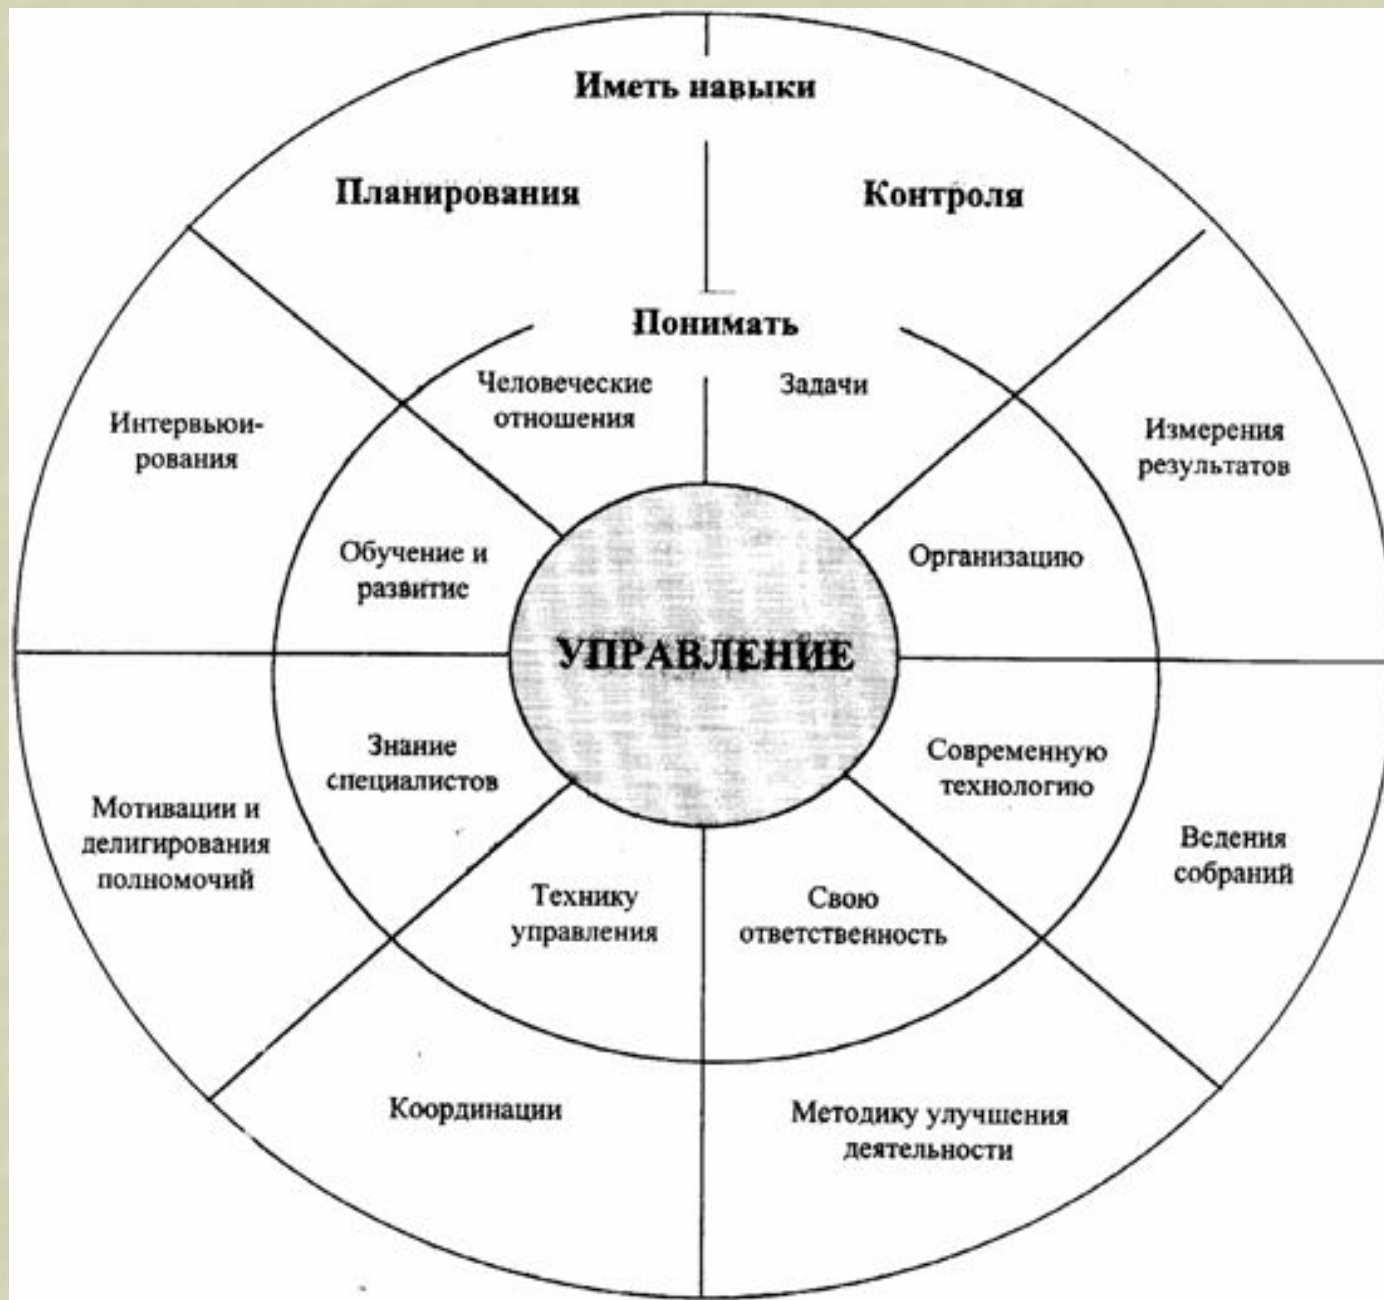 Иметь навыки
Планирования
Контроля
Понимать
Человеческие
отношения
Задачи
Интервьюи-
рования
Измерения
результатов
Обучение и
развитие
Организацию
УПРАВЛЕНИЕ
Знание
специалистов
Современную
технологию
Мотивации и
делигирования
полномочий
Ведения
собраний
Технику
управления
Свою
ответственность
Координации
Методику улучшения
деятельности